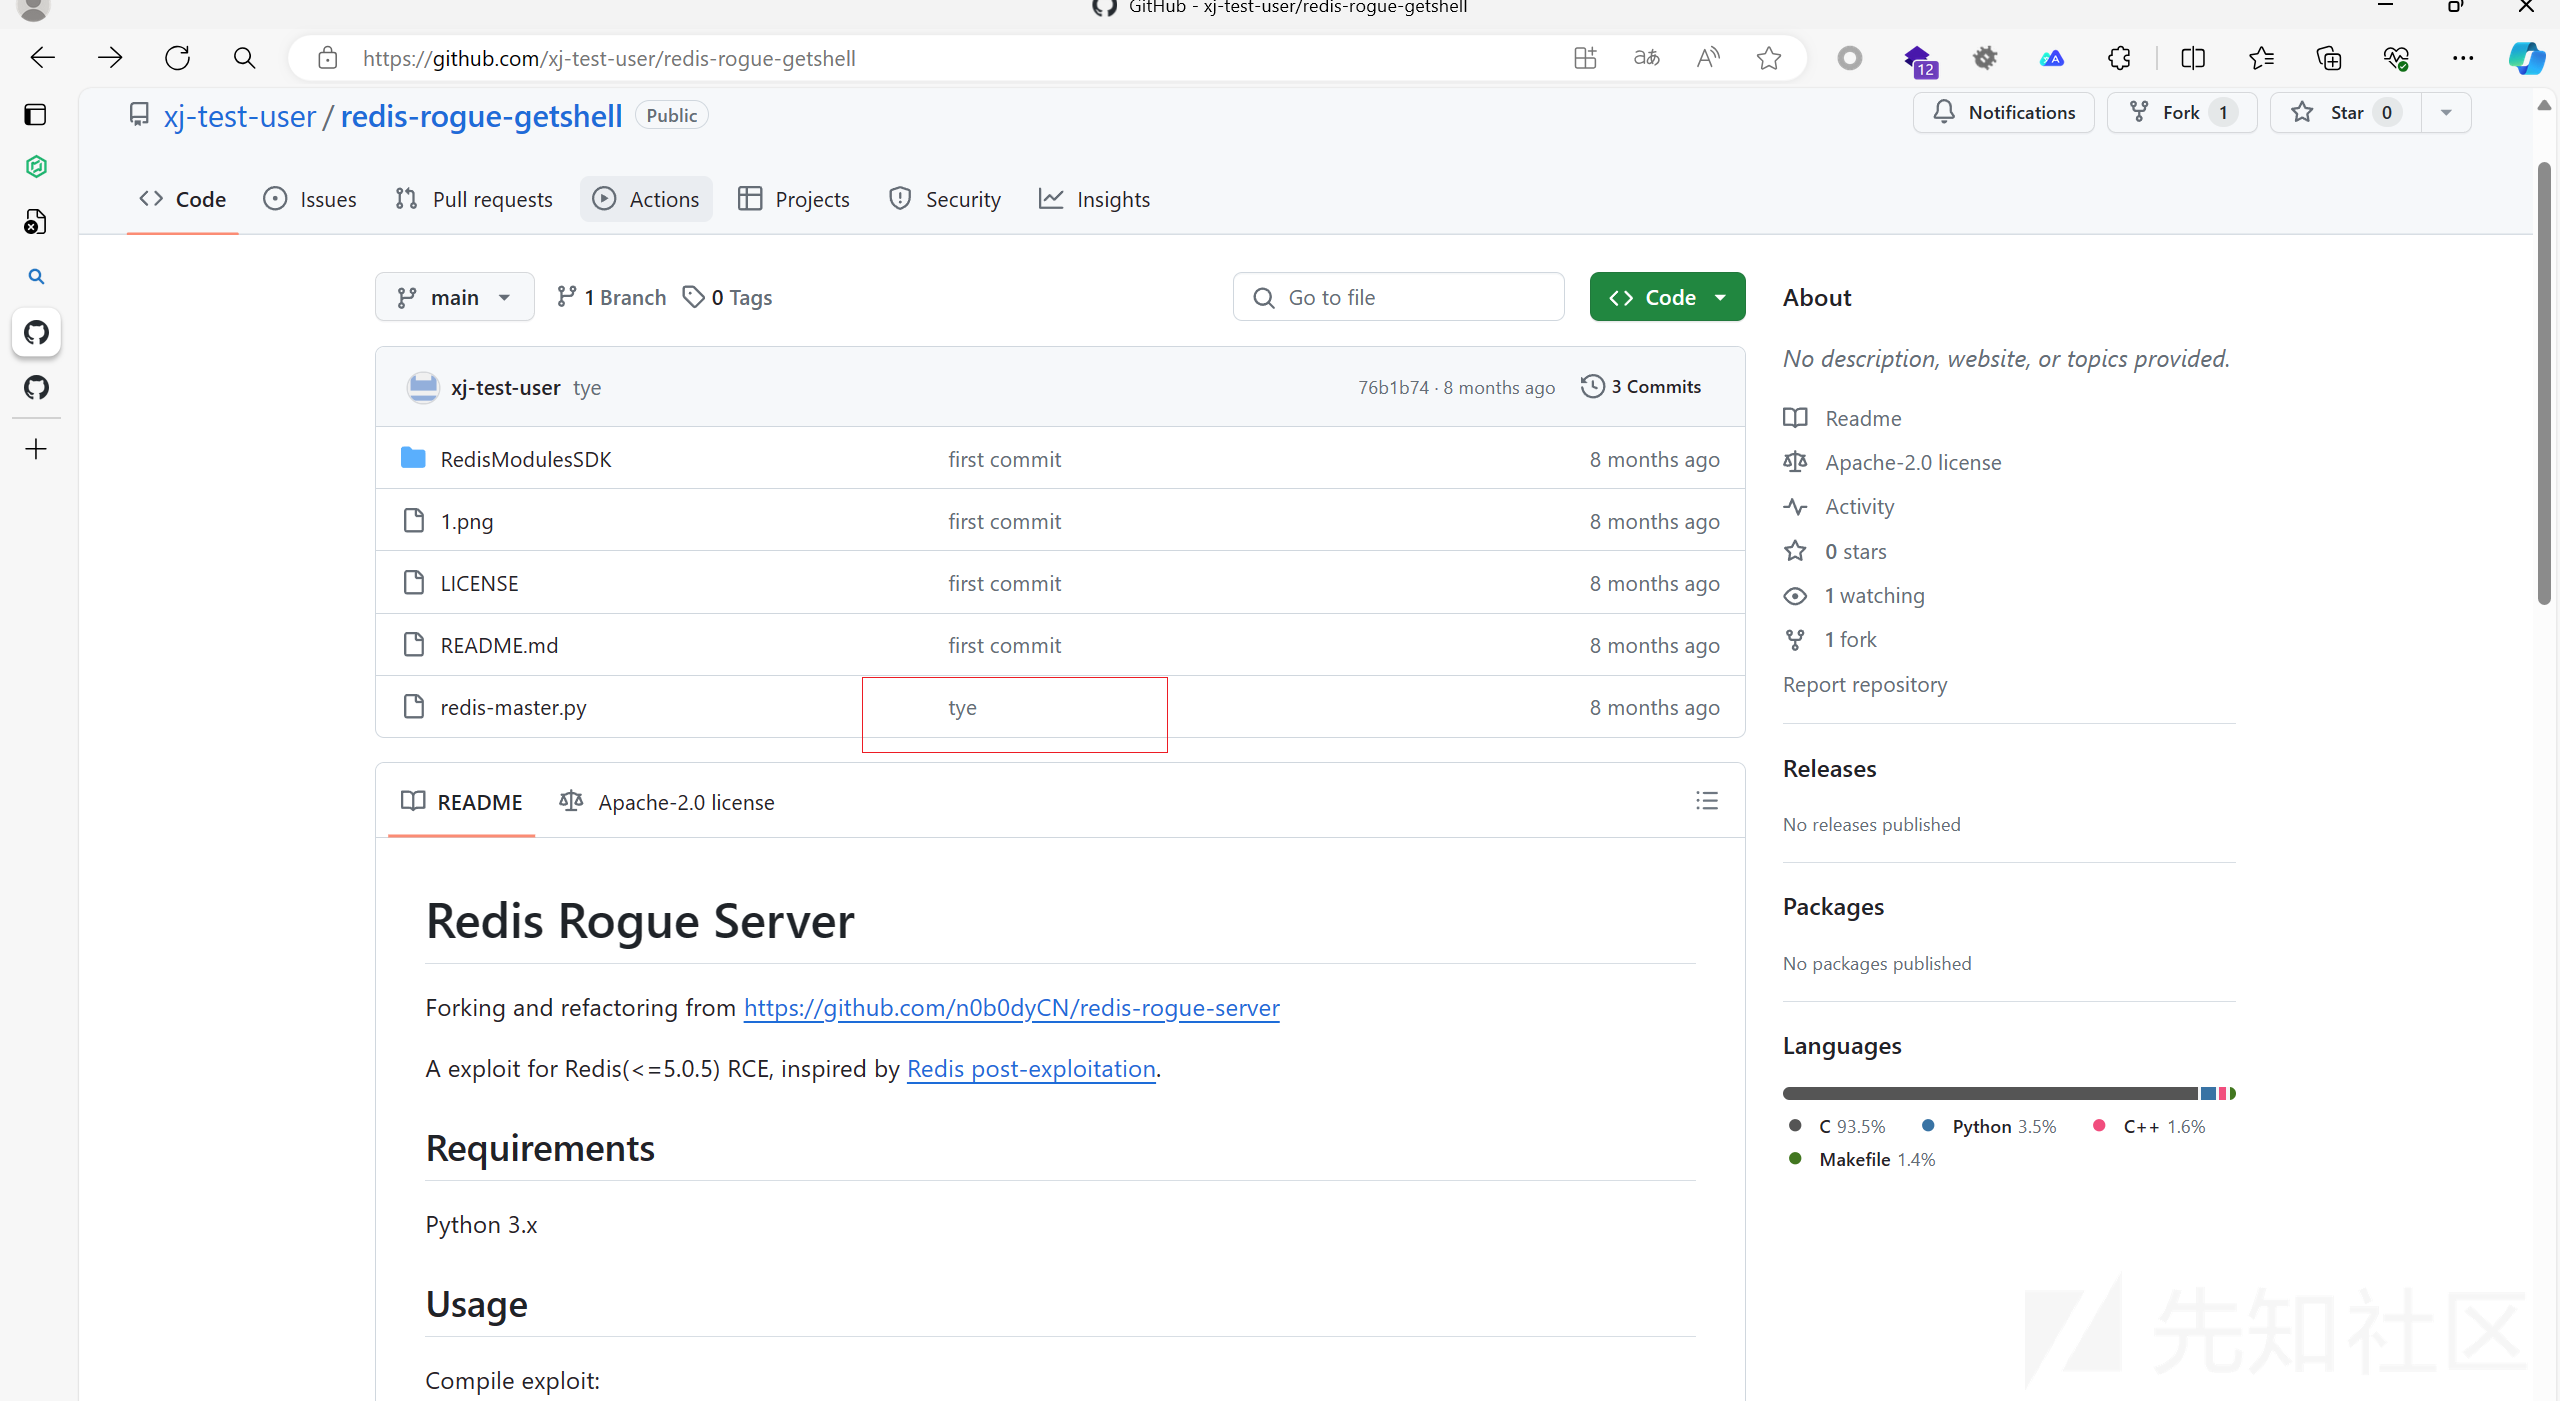 GitHub - xj-test-user/redis-rogue-getshell
https://github.com/xj-test-user/redis-rogue-getshell
12
xj-test-user / redis-rogue-getshell Public
Notifications Fork 1 Star 0
Code Issues Pull requests Actions Projects Security Insights
main 1 Branch 0 Tags Go to file Code
xj-test-user tye 76b1b74 · 8 months ago 3 Commits
RedisModulesSDK first commit 8 months ago
1.png first commit 8 months ago
LICENSE first commit 8 months ago
README.md first commit 8 months ago
redis-master.py tye 8 months ago
README Apache-2.0 license
Redis Rogue Server
Forking and refactoring from https://github.com/n0b0dyCN/redis-rogue-server
A exploit for Redis(<=5.0.5) RCE, inspired by Redis post-exploitation.
Requirements
Python 3.x
Usage
Compile exploit:
About
No description, website, or topics provided.
Readme
Apache-2.0 license
Activity
0 stars
1 watching
1 fork
Report repository
Releases
No releases published
Packages
No packages published
Languages
C 93.5% Python 3.5% C++ 1.6%
Makefile 1.4%
先知社区